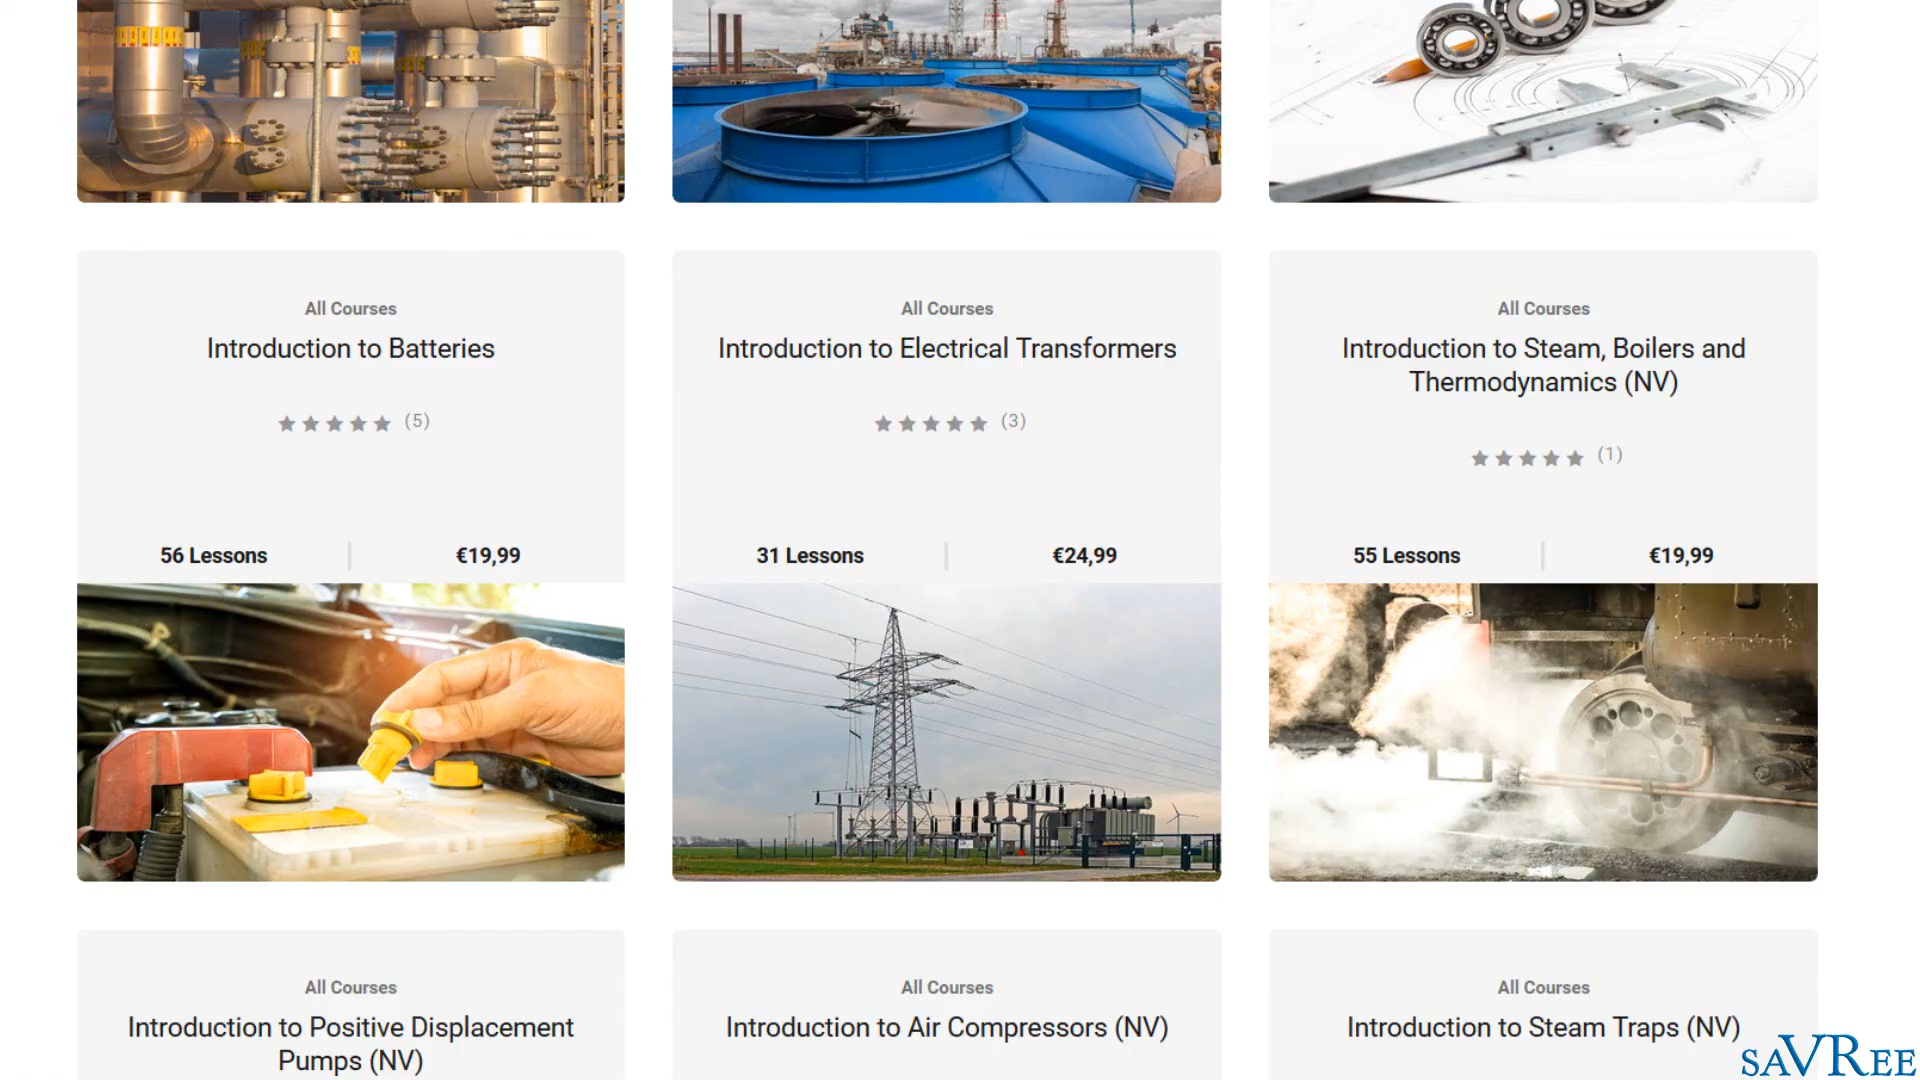 All Courses
Introduction to Batteries
(5)
56 Lessons
€19,99
All Courses
Introduction to Electrical Transformers
(3)
31 Lessons
€24,99
All Courses
Introduction to Steam, Boilers and
Thermodynamics (NV)
(1)
55 Lessons
€19,99
All Courses
Introduction to Positive Displacement
Pumps (NV)
All Courses
Introduction to Air Compressors (NV)
All Courses
Introduction to Steam Traps (NV)
saVRee